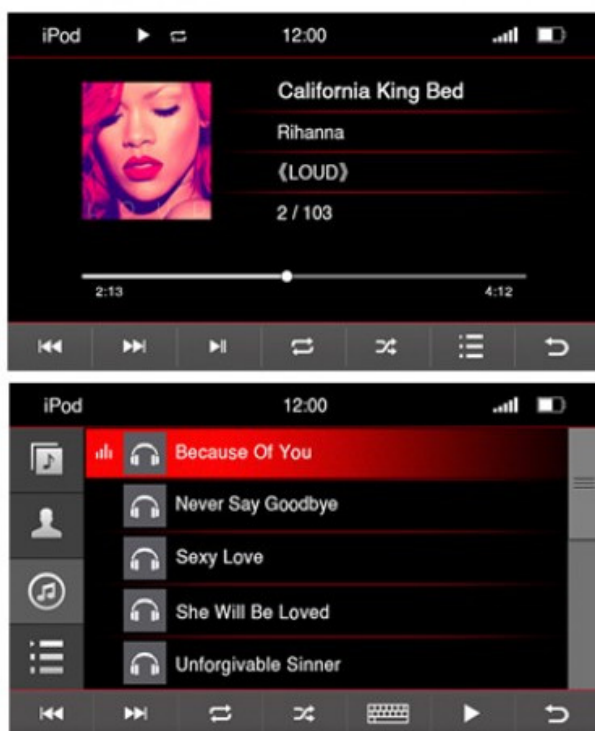 iPod 12:00
California King Bed
Rihanna
《LOUD》
2 / 103
2:13 4:12
iPod 12:00
Because Of You
Never Say Goodbye
Sexy Love
She Will Be Loved
Unforgivable Sinner